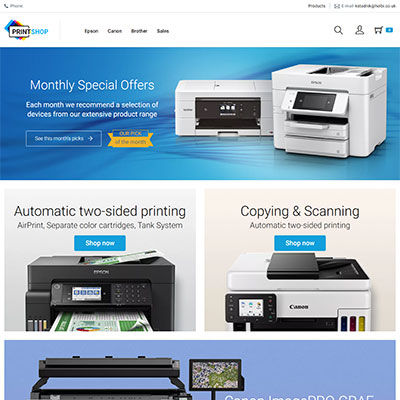 Phone:
Products
E-mail
PRINTSHOP
Epson
Canon
Brother
Sales
0
Monthly Special Offers
Each month we recommend a selection of
devices from our extensive product range
See this month's picks
OUR PICK
of the month
EPSON
Automatic two-sided printing
AirPrint, Separate color cartridges, Tank System
Shop now
EPSON
Copying & Scanning
Automatic two-sided printing
Shop now
Canon
Canon ImagePRO GRAF